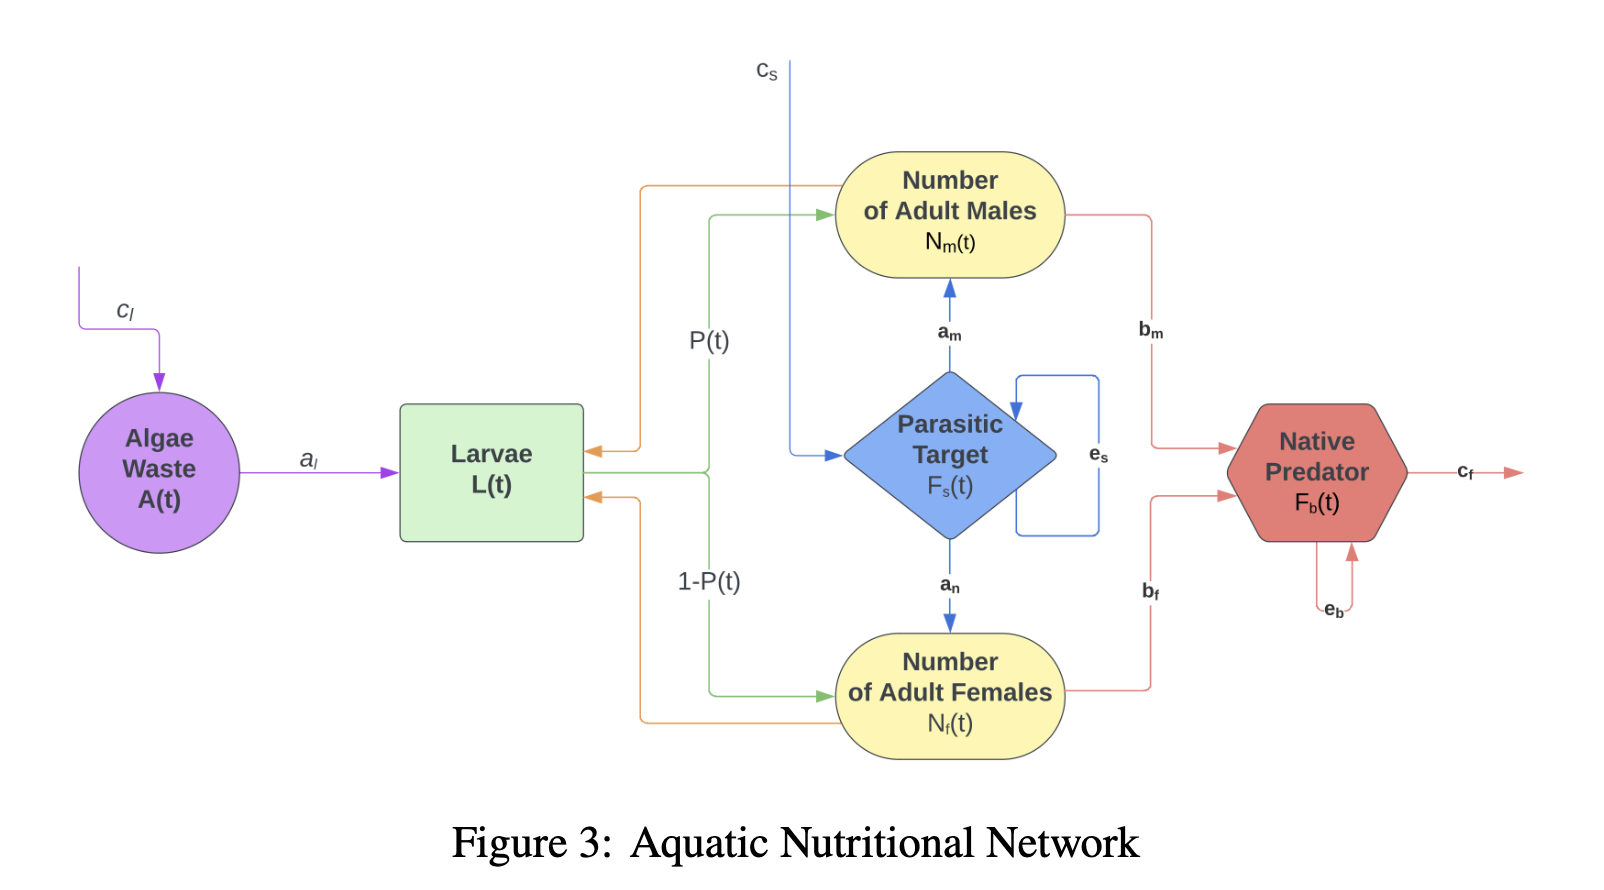 c_s
Number
of Adult Males
N_m(t)
c_l
P(t)
a_m
b_m
Algae
Waste
A(t)
a_l
Larvae
L(t)
Parasitic
Target
F_s(t)
e_s
Native
Predator
F_b(t)
c_f
1-P(t)
a_n
b_f
e_b
Number
of Adult Females
N_f(t)
Figure 3: Aquatic Nutritional Network